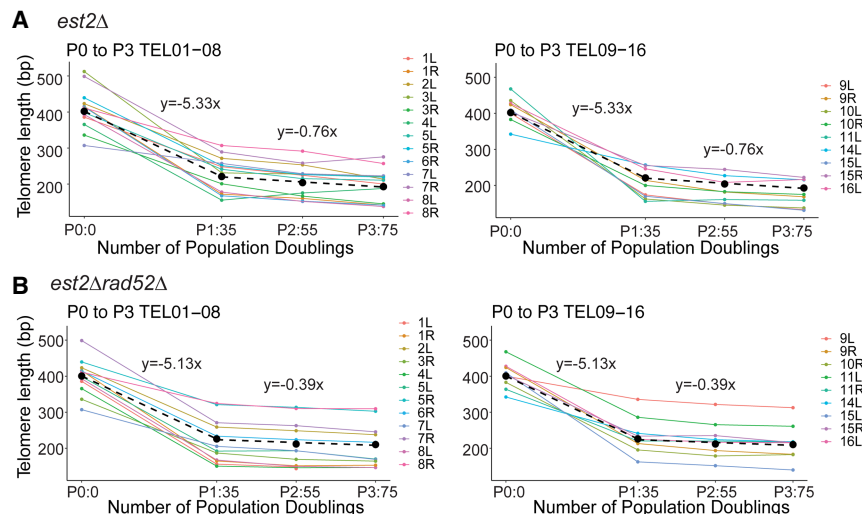 A
est2Δ
P0 to P3 TEL01−08
Telomere length (bp)
500
400
300
200
y=-5.33x
y=-0.76x
P0:0
P1:35
P2:55
P3:75
Number of Population Doublings
1L
1R
2L
3L
3R
4L
5L
5R
6R
7L
7R
8L
8R
P0 to P3 TEL09−16
500
400
300
200
y=-5.33x
y=-0.76x
P0:0
P1:35
P2:55
P3:75
Number of Population Doublings
9L
9R
10L
10R
11L
14L
15L
15R
16L
B
est2Δrad52Δ
P0 to P3 TEL01−08
Telomere length (bp)
500
400
300
200
y=-5.13x
y=-0.39x
P0:0
P1:35
P2:55
P3:75
Number of Population Doublings
1L
1R
2L
3R
4L
5L
5R
6R
7L
7R
8L
8R
P0 to P3 TEL09−16
500
400
300
200
y=-5.13x
y=-0.39x
P0:0
P1:35
P2:55
P3:75
Number of Population Doublings
9L
9R
10R
11L
11R
14L
15L
15R
16L